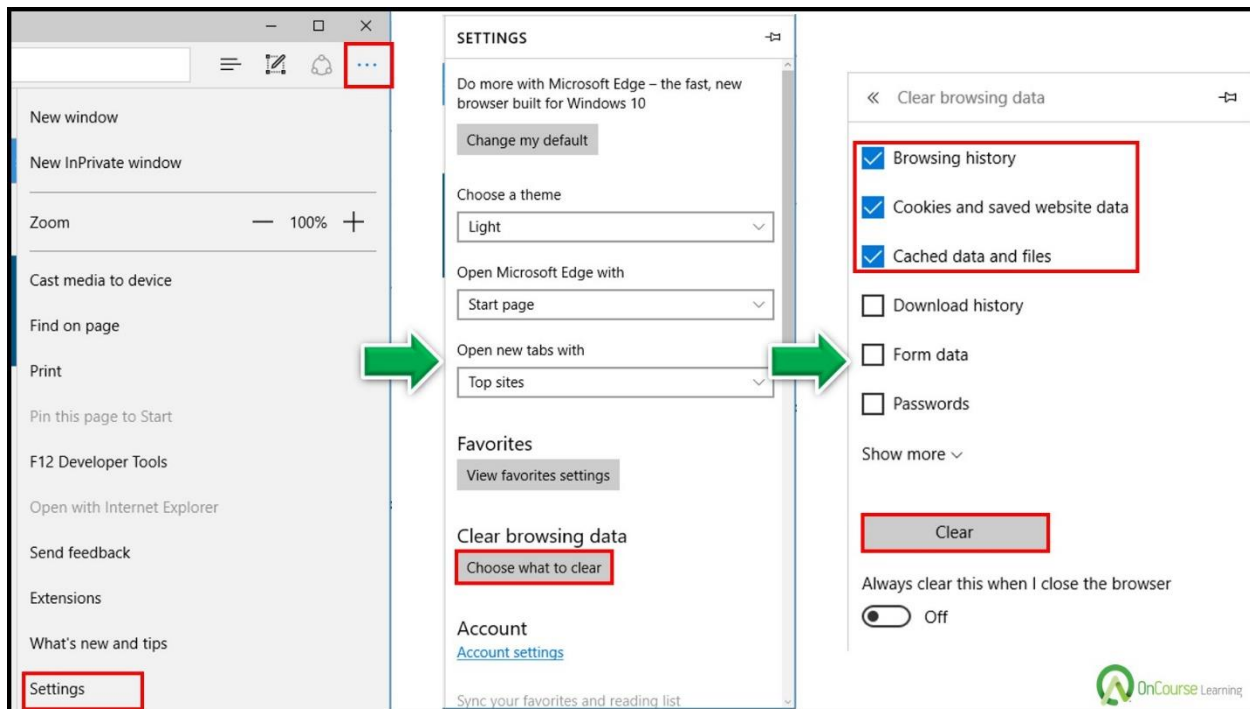 New window
New InPrivate window
Zoom
100%
Cast media to device
Find on page
Print
Pin this page to Start
F12 Developer Tools
Open with Internet Explorer
Send feedback
Extensions
What's new and tips
Settings
SETTINGS
Do more with Microsoft Edge – the fast, new
browser built for Windows 10
Change my default
Choose a theme
Light
Open Microsoft Edge with
Start page
Open new tabs with
Top sites
Favorites
View favorites settings
Clear browsing data
Choose what to clear
Account
Account settings
Sync your favorites and reading list
Clear browsing data
Browsing history
Cookies and saved website data
Cached data and files
Download history
Form data
Passwords
Show more
Clear
Always clear this when I close the browser
Off
OnCourse Learning